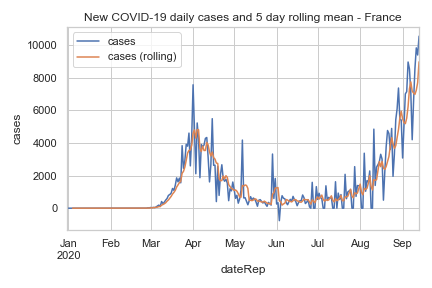 New COVID-19 daily cases and 5 day rolling mean - France
cases
cases (rolling)
10000
8000
6000
4000
2000
0
cases
Jan Feb Mar Apr May Jun Jul Aug Sep
2020
dateRep